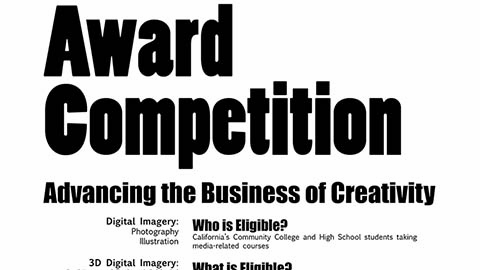 Award
Competition
Advancing the Business of Creativity
Digital Imagery:
Photography
Illustration
Who is Eligible?
California's Community College and High School students taking
media-related courses
3D Digital Imagery:
What is Eligible?